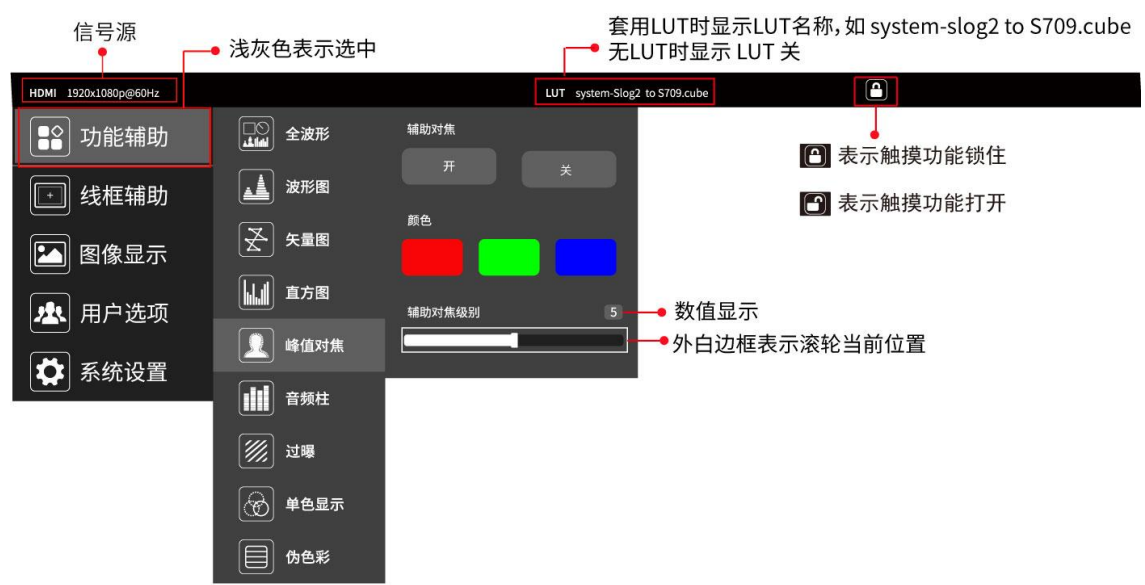 信号源
浅灰色表示选中
套用LUT时显示LUT名称，如 system-slog2 to S709.cube
无LUT时显示 LUT 关
HDMI 1920x1080p@60Hz
LUT system-Slog2 to S709.cube
功能辅助
线框辅助
图像显示
用户选项
系统设置
全波形
波形图
矢量图
直方图
峰值对焦
音频柱
过曝
单色显示
伪色彩
辅助对焦
开
关
颜色
辅助对焦级别
5
表示触摸功能锁住
表示触摸功能打开
数值显示
外白边框表示滚轮当前位置